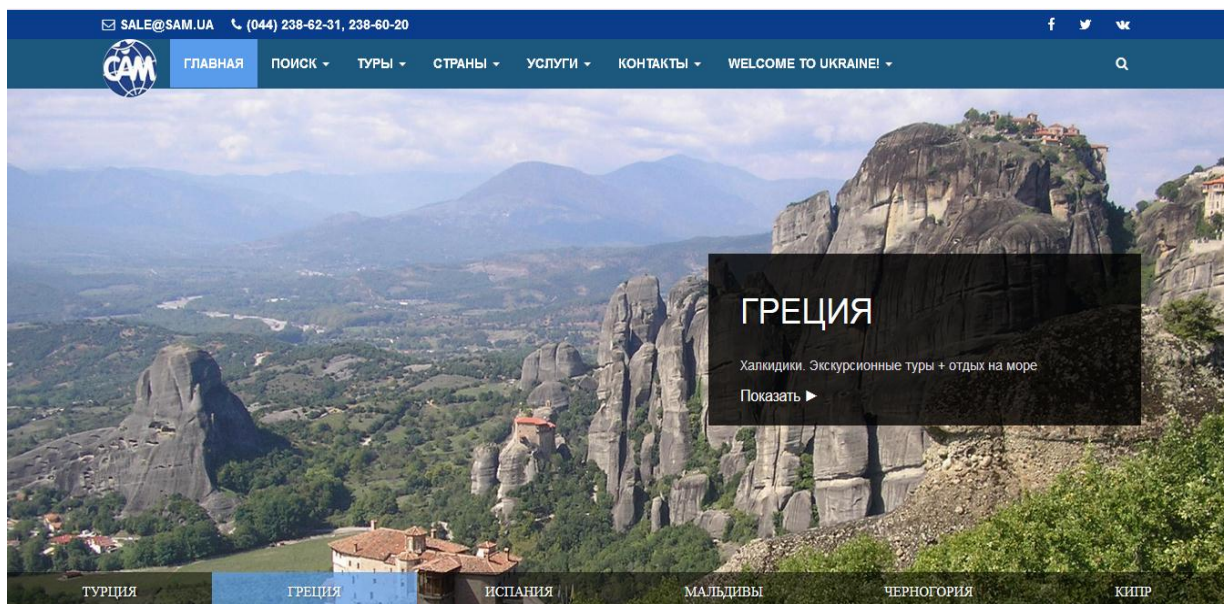 SALE@SAM.UA (044) 238-62-31, 238-60-20
САМ ГЛАВНАЯ ПОИСК ТУРЫ СТРАНЫ УСЛУГИ КОНТАКТЫ WELCOME TO UKRAINE!
ГРЕЦИЯ
Халкидики. Экскурсионные туры + отдых на море
Показать
ТУРЦИЯ ГРЕЦИЯ ИСПАНИЯ МАЛЬДИВЫ ЧЕРНОГОРИЯ КИПР